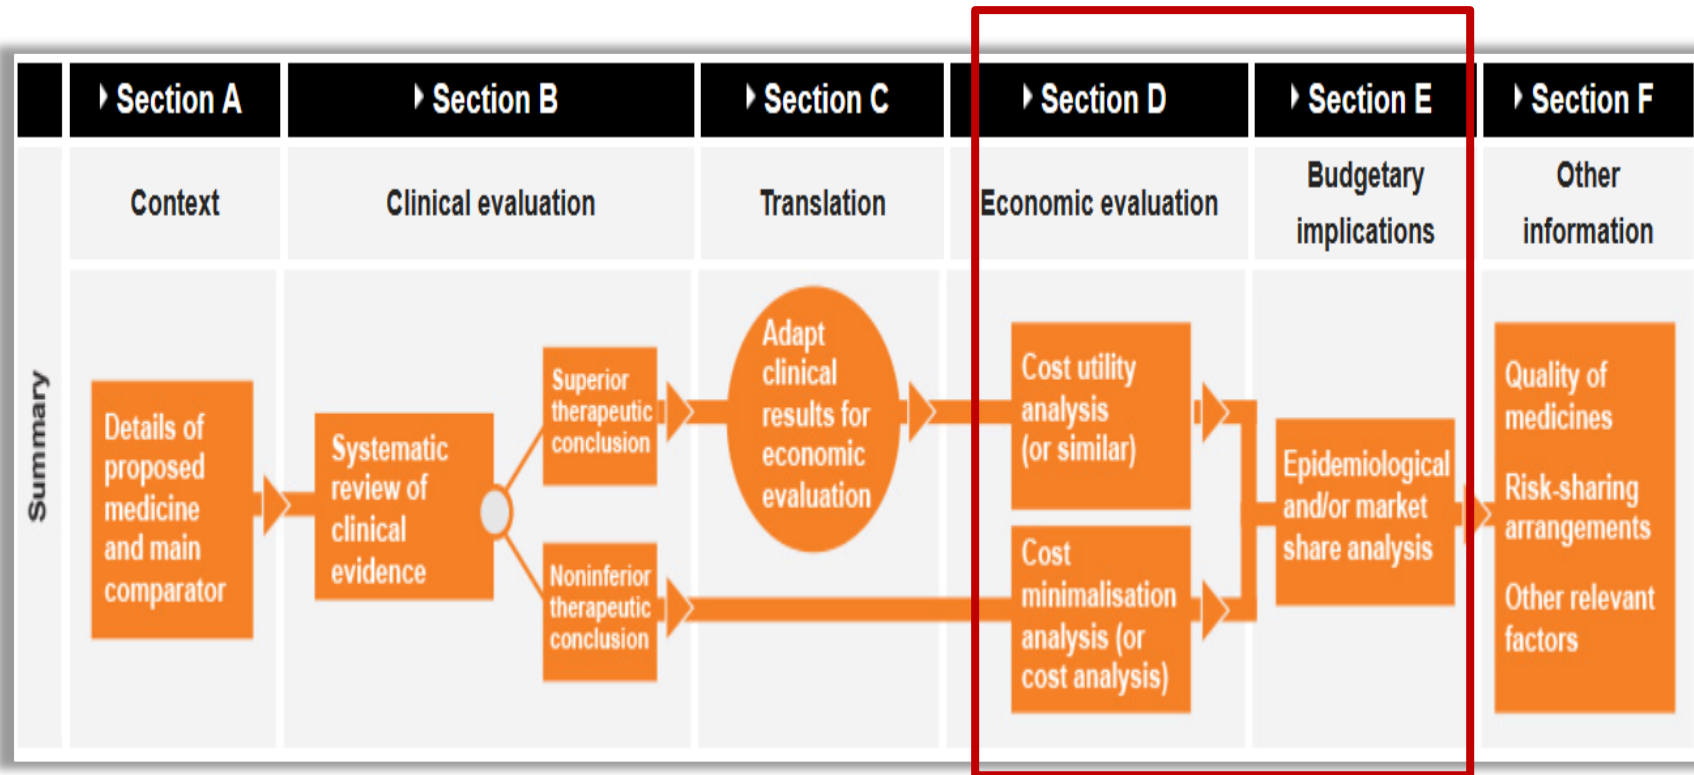 Section A
Section B
Section C
Section D
Section E
Section F
Summary
Context
Clinical evaluation
Translation
Economic evaluation
Budgetary
implications
Other
information
Details of
proposed
medicine
and main
comparator
Systematic
review of
clinical
evidence
Superior
therapeutic
conclusion
Noninferior
therapeutic
conclusion
Adapt
clinical
results for
economic
evaluation
Cost utility
analysis
(or similar)
Cost
minimalisation
analysis (or
cost analysis)
Epidemiological
and/or market
share analysis
Quality of
medicines
Risk-sharing
arrangements
Other relevant
factors